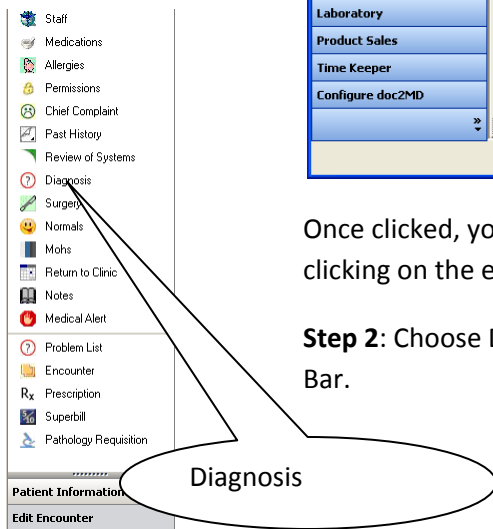 Staff
Medications
Allergies
Permissions
Chief Complaint
Past History
Review of Systems
Diagnosis
Surgery
Normals
Mohs
Return to Clinic
Notes
Medical Alert
Problem List
Encounter
Rx Prescription
Superbill
Pathology Requisition
Patient Information
Edit Encounter
Diagnosis
Laboratory
Product Sales
Time Keeper
Configure doc2MD
Once clicked, yo
clicking on the e
Step 2: Choose
Bar.